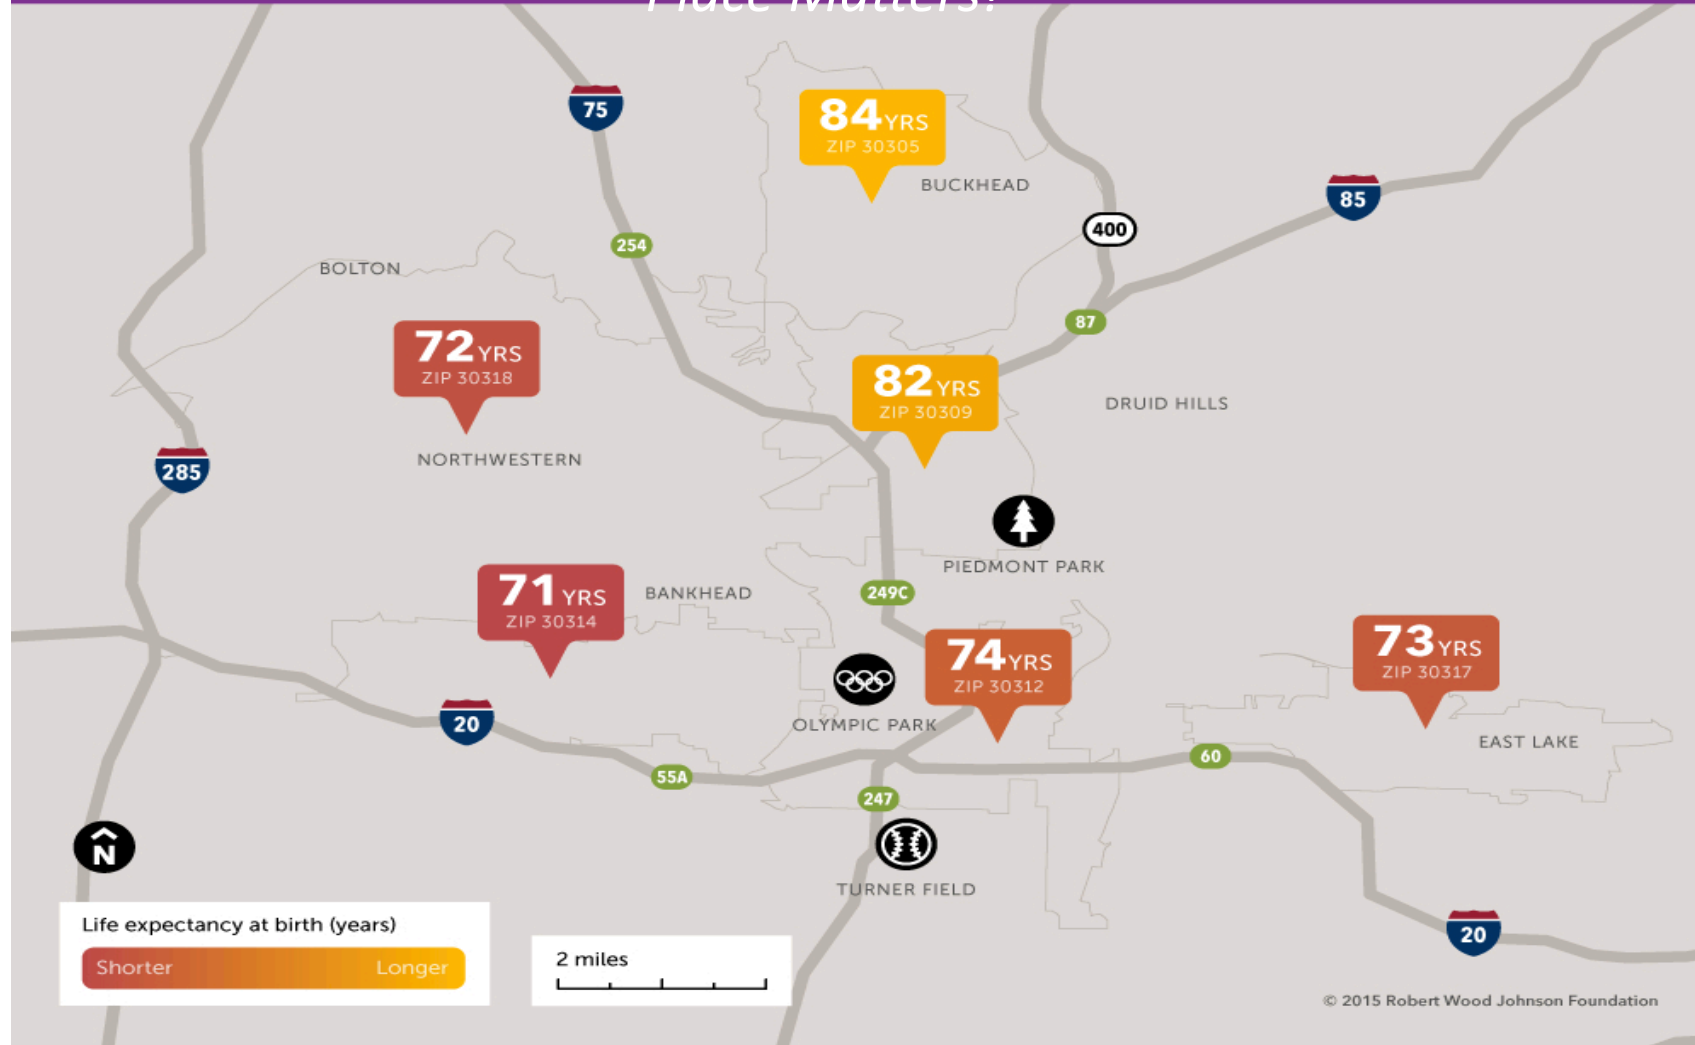 Place Matters!
75
84 YRS
ZIP 30305
BUCKHEAD
85
400
254
BOLTON
87
72 YRS
ZIP 30318
82 YRS
ZIP 30309
DRUID HILLS
NORTHWESTERN
285
PIEDMONT PARK
71 YRS
ZIP 30314
BANKHEAD
249C
74 YRS
ZIP 30312
73 YRS
ZIP 30317
20
OLYMPIC PARK
EAST LAKE
55A
60
247
N
TURNER FIELD
Life expectancy at birth (years)
Shorter Longer
2 miles
20
© 2015 Robert Wood Johnson Foundation